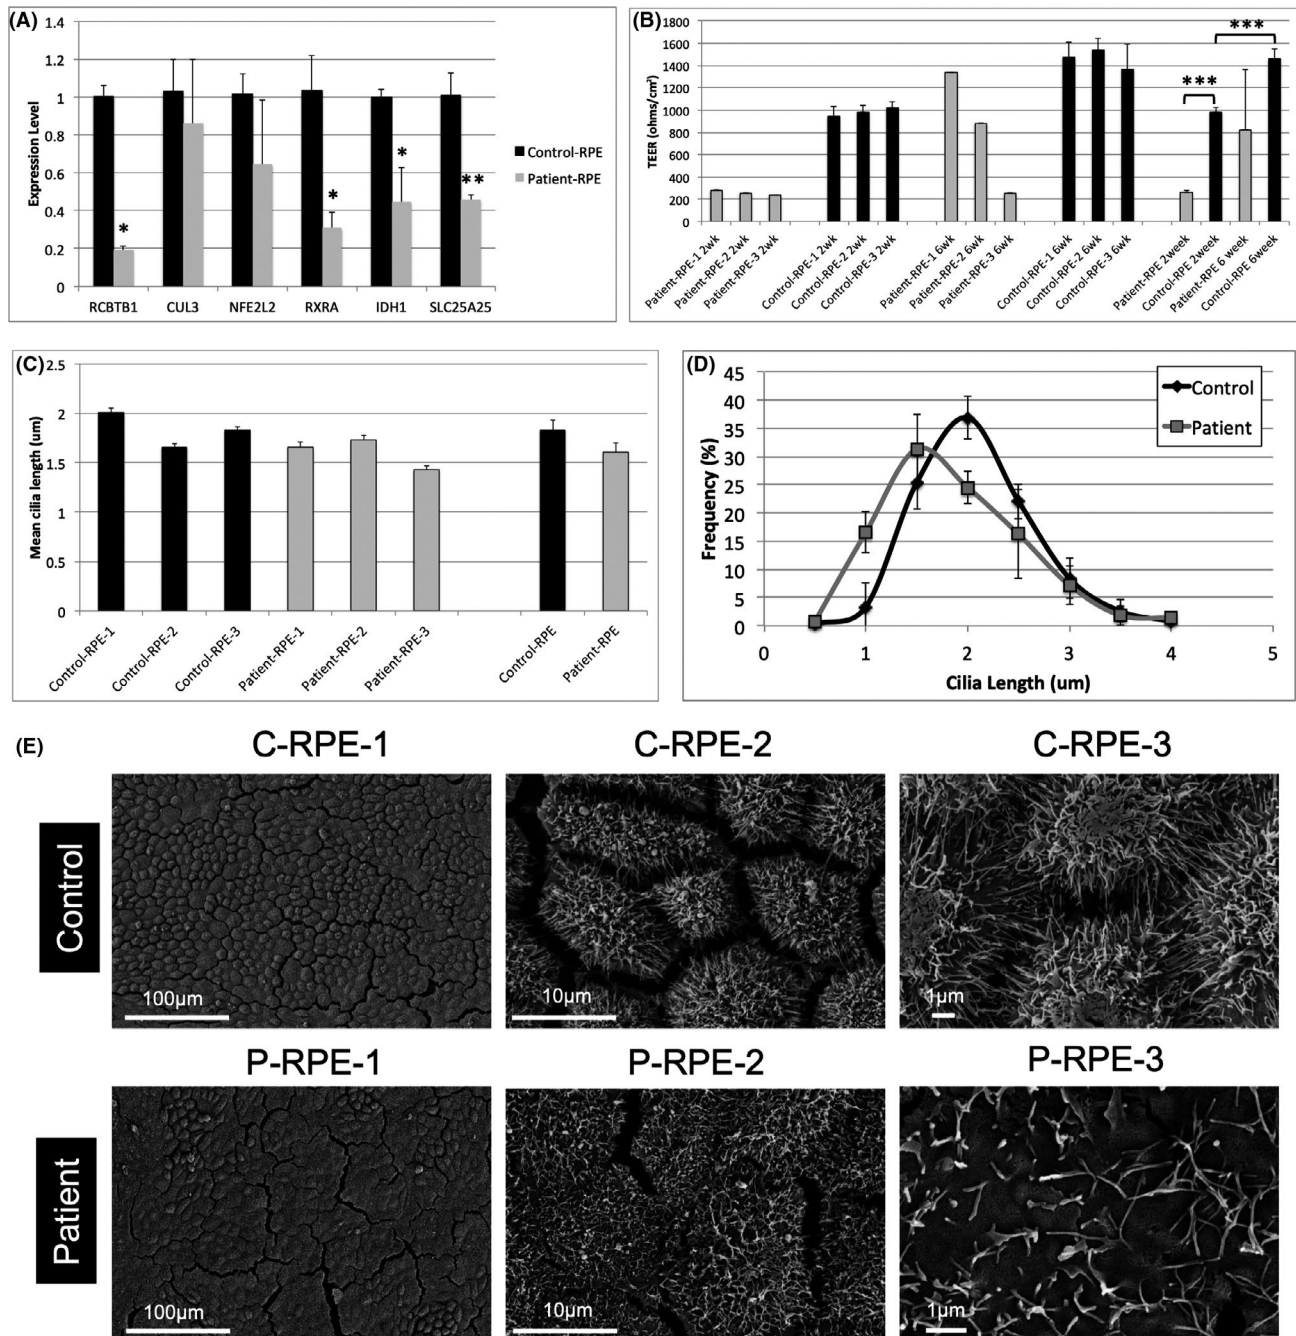 (A)
1.4
1.2
1
0.8
0.6
0.4
0.2
0
Expression Level
*
*
*
**
RCBTB1 CUL3 NFE2L2 RXRA IDH1 SLC25A25
Control-RPE
Patient-RPE
(B)
1800
1600
1400
1200
1000
800
600
400
200
0
TEER (ohms/cm²)
***
***
Patient-RPE-1 2wk
Patient-RPE-2 2wk
Patient-RPE-3 2wk
Control-RPE-1 2wk
Control-RPE-2 2wk
Control-RPE-3 2wk
Patient-RPE-1 6wk
Patient-RPE-2 6wk
Patient-RPE-3 6wk
Control-RPE-1 6wk
Control-RPE-2 6wk
Control-RPE-3 6wk
Patient-RPE 2week
Control-RPE 2week
Patient-RPE 6 week
Control-RPE 6week
(C)
2.5
2
1.5
1
0.5
0
Mean cilia length (um)
Control-RPE-1
Control-RPE-2
Control-RPE-3
Patient-RPE-1
Patient-RPE-2
Patient-RPE-3
Control-RPE
Patient-RPE
(D)
45
40
35
30
25
20
15
10
5
0
Frequency (%)
Control
Patient
0 1 2 3 4 5
Cilia Length (um)
(E)
C-RPE-1 C-RPE-2 C-RPE-3
Control
100µm
10µm
1µm
P-RPE-1 P-RPE-2 P-RPE-3
Patient
100µm
10µm
1µm